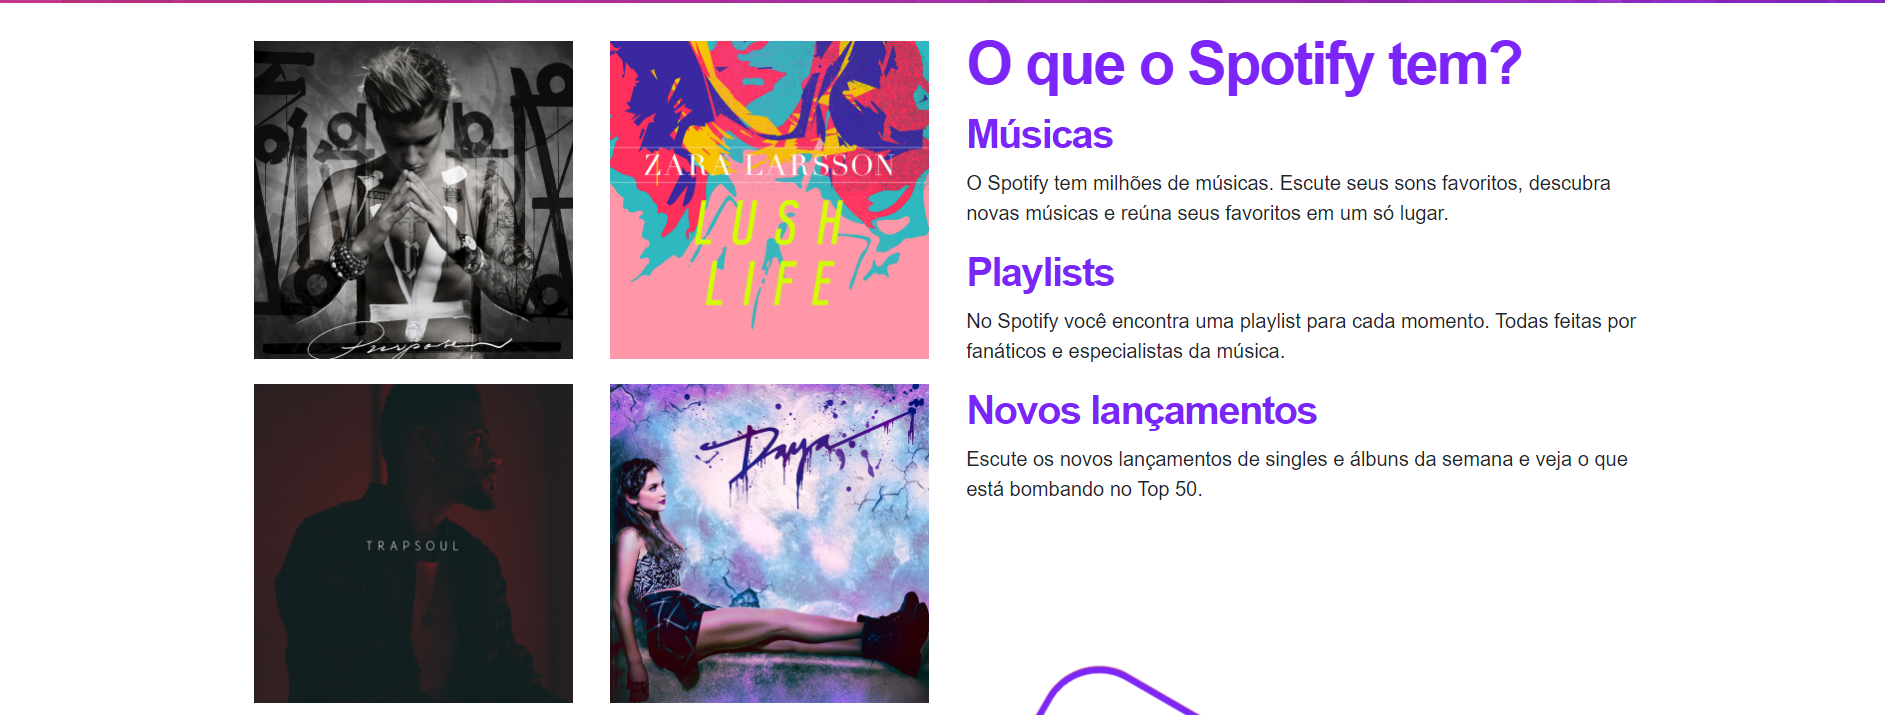 Purpose
ZARA LARSSON
LUSH
LIFE
TRAPSOUL
Daya
O que o Spotify tem?
Músicas
O Spotify tem milhões de músicas. Escute seus sons favoritos, descubra
novas músicas e reúna seus favoritos em um só lugar.
Playlists
No Spotify você encontra uma playlist para cada momento. Todas feitas por
fanáticos e especialistas da música.
Novos lançamentos
Escute os novos lançamentos de singles e álbuns da semana e veja o que
está bombando no Top 50.